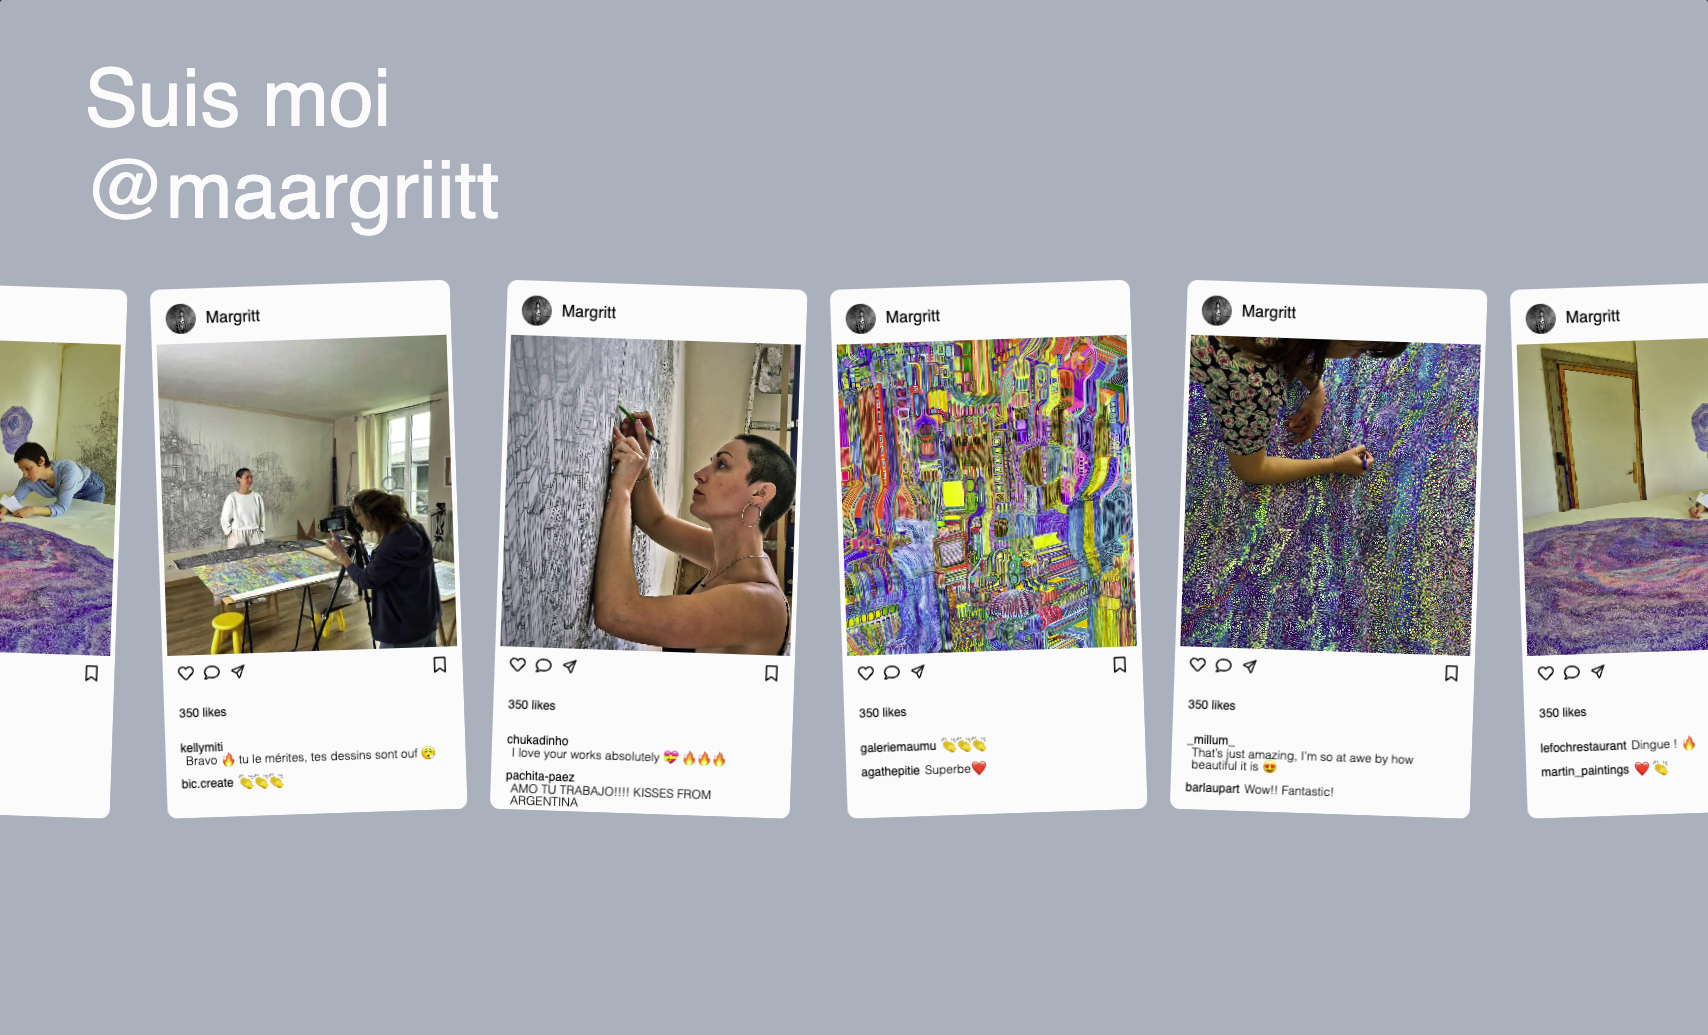 Suis moi
@maargriitt
Margritt
350 likes
kellymiti
Bravo 🔥 tu le mérites, tes dessins sont ouf 😮‍💨
bic.create 👏👏👏
Margritt
350 likes
chukadinho
I love your works absolutely 💝 🔥🔥🔥
pachita-paez
AMO TU TRABAJO!!!! KISSES FROM
ARGENTINA
Margritt
350 likes
galeriemaumu 👏👏👏
agathepitie Superbe❤️
Margritt
350 likes
_millum_
That's just amazing, I'm so at awe by how
beautiful it is 😍
barlaupart Wow!! Fantastic!
Margritt
350 likes
lefochrestaurant Dingue ! 🔥
martin_paintings ❤️ 👏